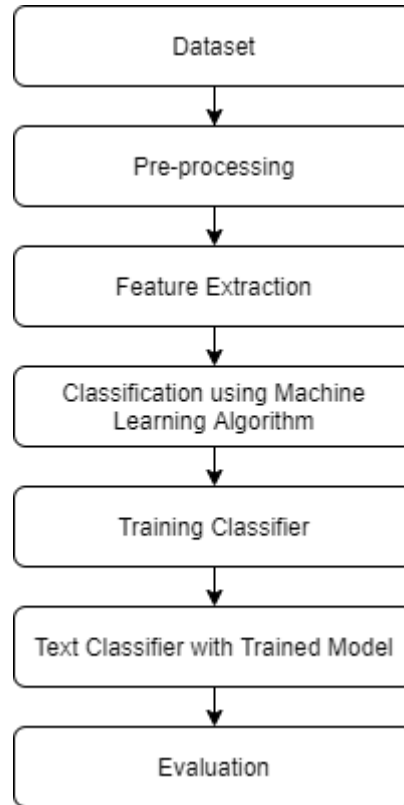 Dataset
Pre-processing
Feature Extraction
Classification using Machine
Learning Algorithm
Training Classifier
Text Classifier with Trained Model
Evaluation